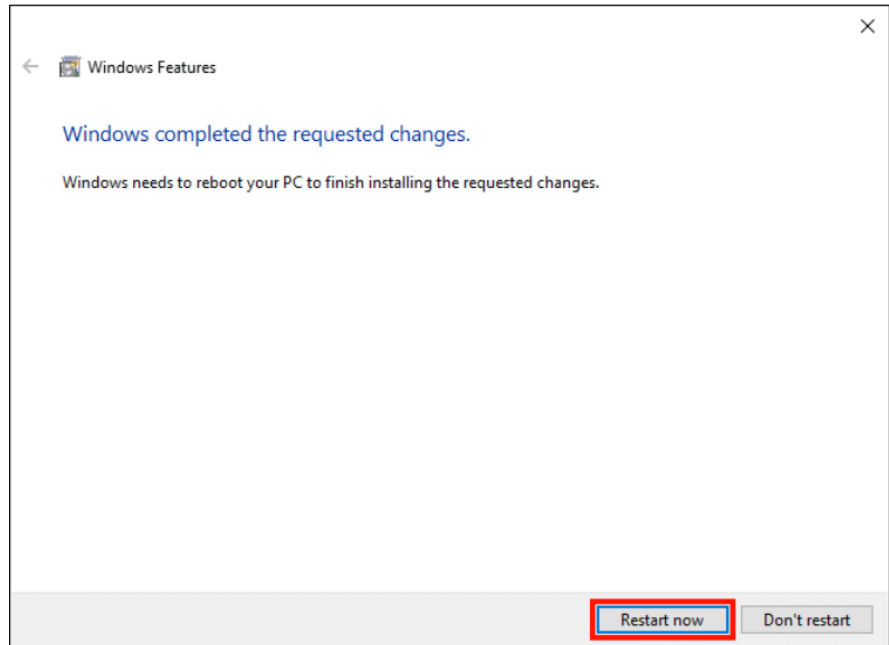 Windows Features
Windows completed the requested changes.
Windows needs to reboot your PC to finish installing the requested changes.
Restart now
Don't restart